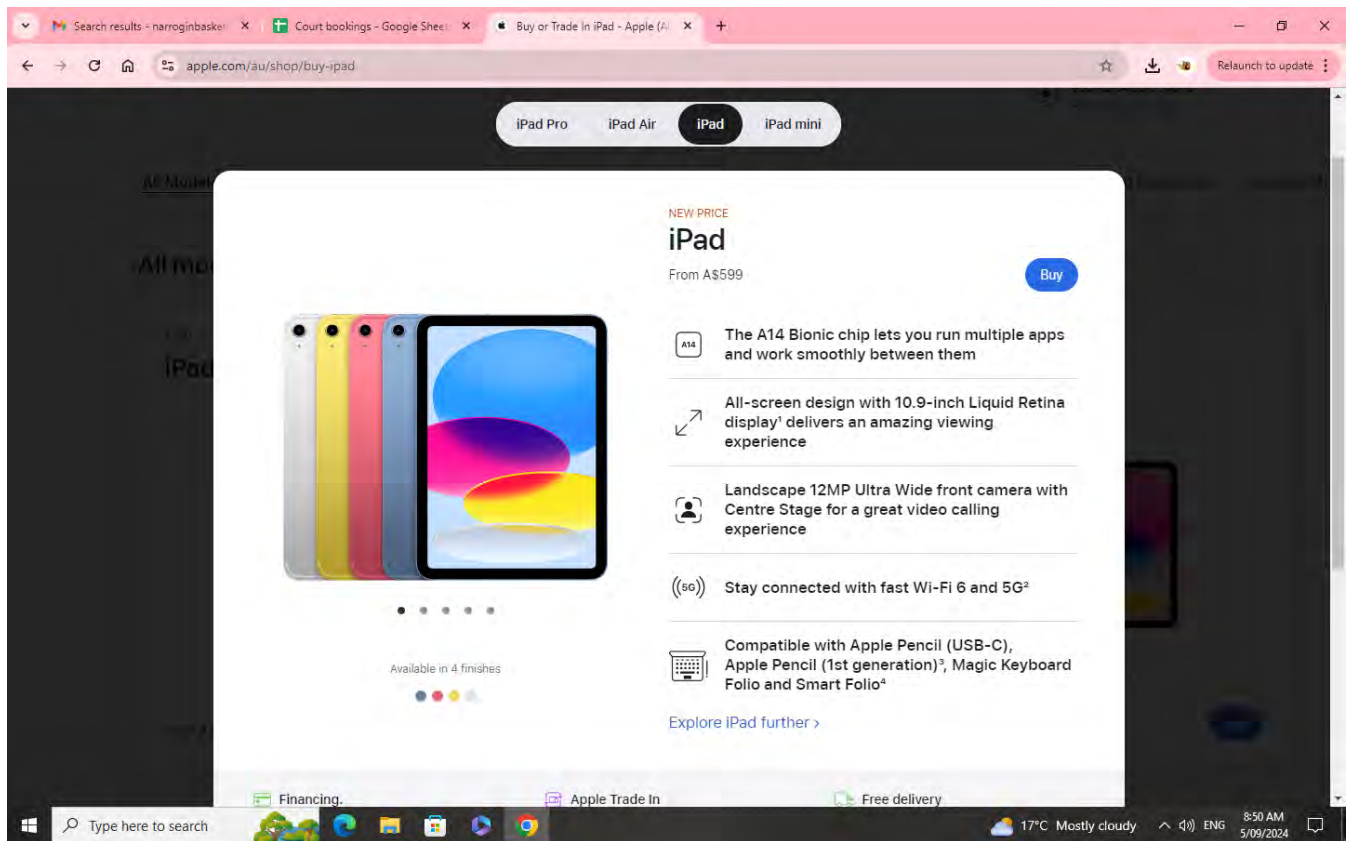 Search results - narroginbasket
Court bookings - Google Sheet
Buy or Trade In iPad - Apple (A
apple.com/au/shop/buy-ipad
Relaunch to update
iPad Pro
iPad Air
iPad
iPad mini
All Model
All mo
iPad
NEW PRICE
iPad
From A$599
Buy
A14
The A14 Bionic chip lets you run multiple apps
and work smoothly between them
All-screen design with 10.9-inch Liquid Retina
display¹ delivers an amazing viewing
experience
Landscape 12MP Ultra Wide front camera with
Centre Stage for a great video calling
experience
((5G))
Stay connected with fast Wi-Fi 6 and 5G²
Compatible with Apple Pencil (USB-C),
Apple Pencil (1st generation)³, Magic Keyboard
Folio and Smart Folio⁴
Explore iPad further >
Available in 4 finishes
Financing.
Apple Trade In
Free delivery
Type here to search
17°C Mostly cloudy
ENG
8:50 AM
5/09/2024